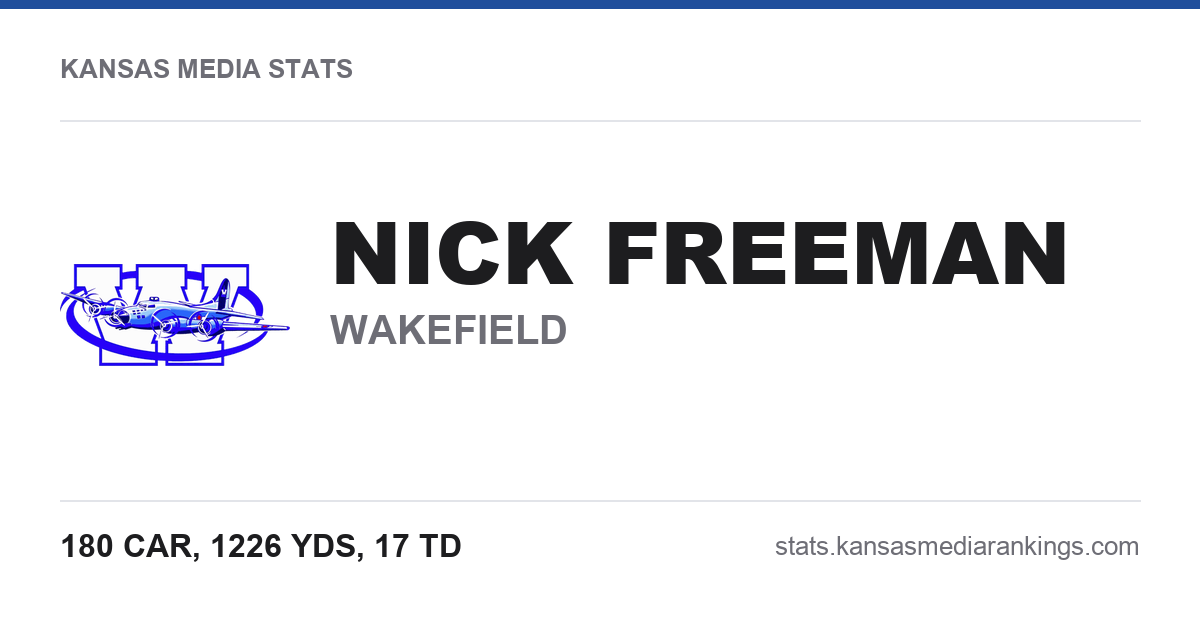 KANSAS MEDIA STATS
NICK FREEMAN
WAKEFIELD
180 CAR, 1226 YDS, 17 TD
stats.kansasmediarankings.com